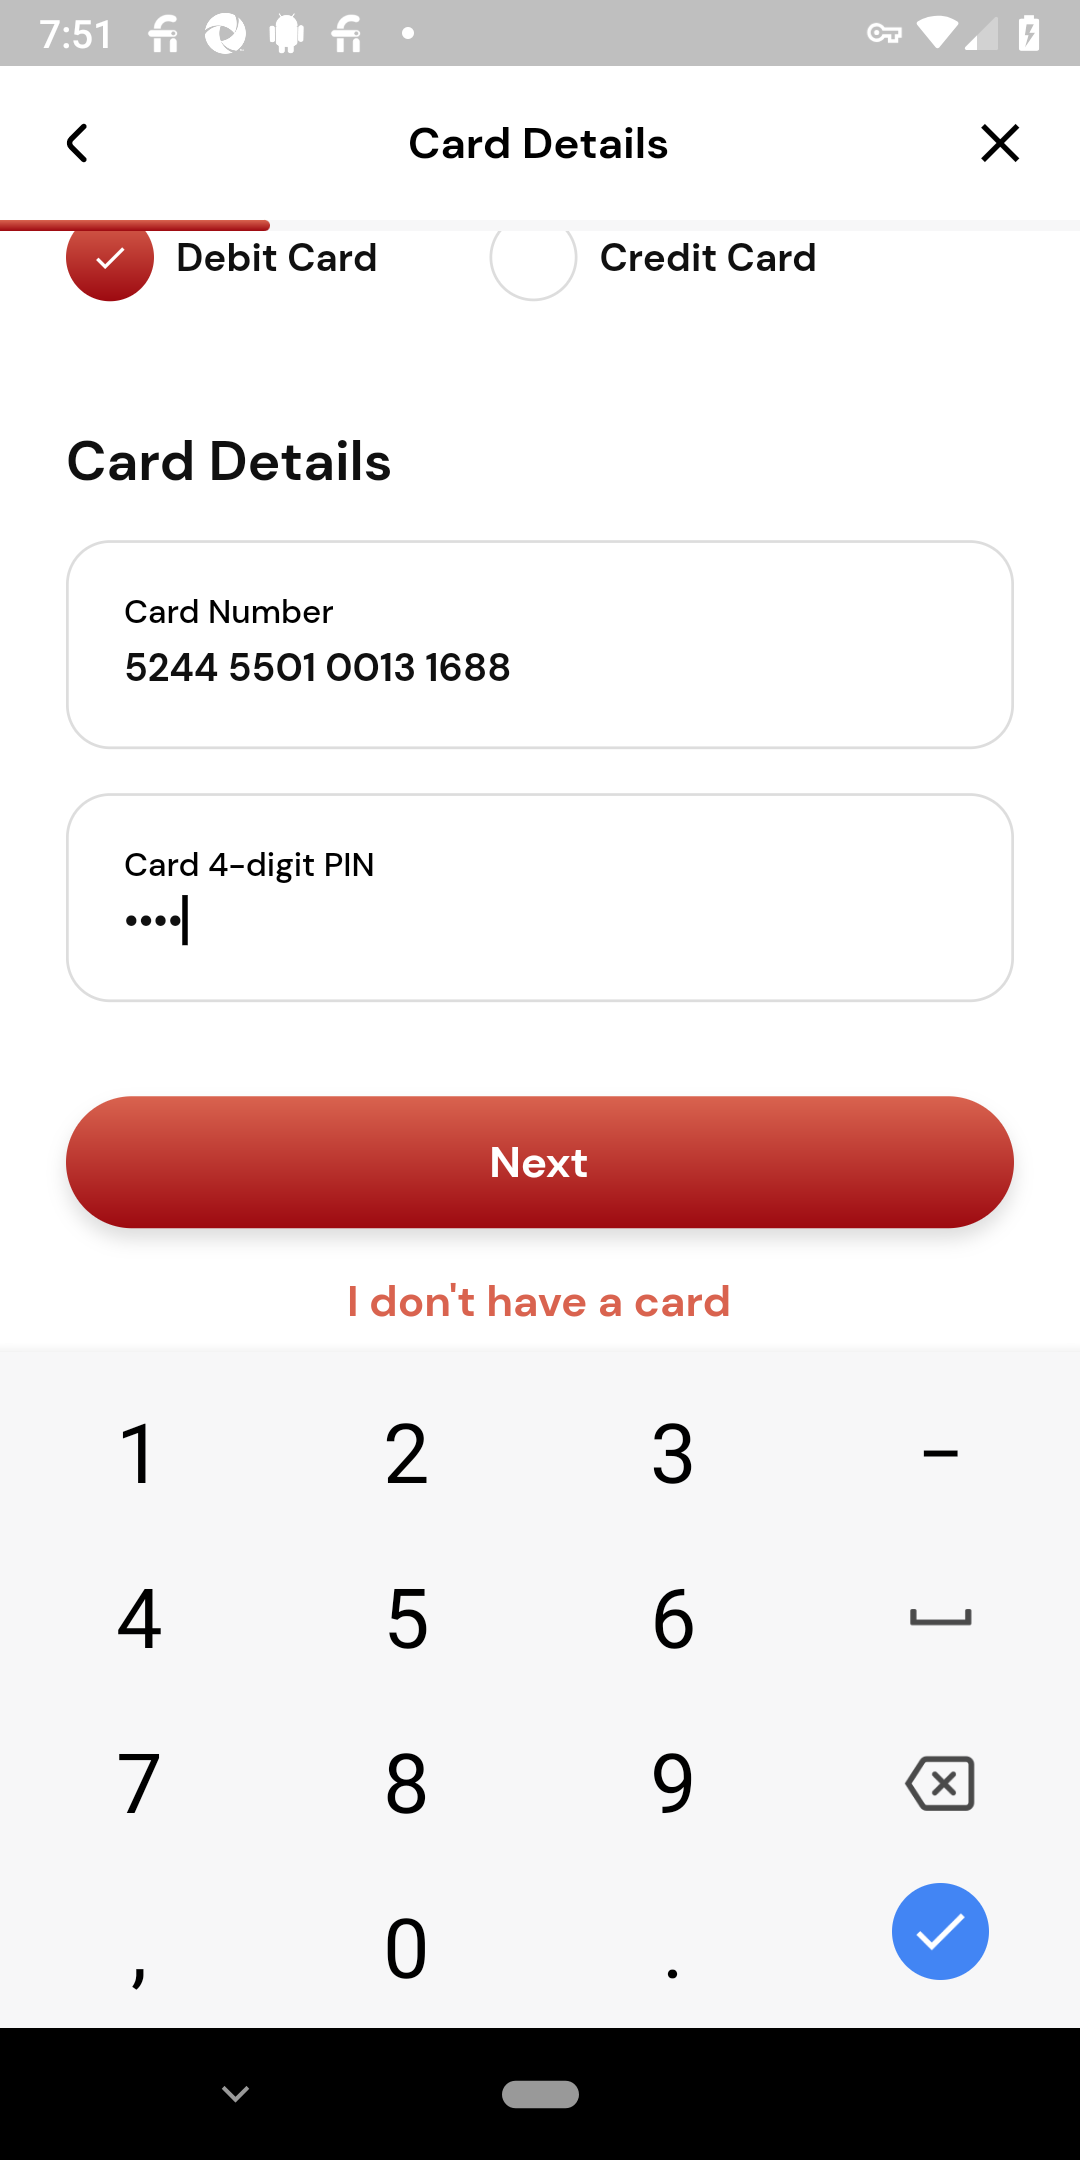 7:51
Card Details
Debit Card
Credit Card
Card Details
Card Number
5244 5501 0013 1688
Card 4-digit PIN
••••
Next
I don't have a card
1 2 3 –
4 5 6
7 8 9
, 0 .